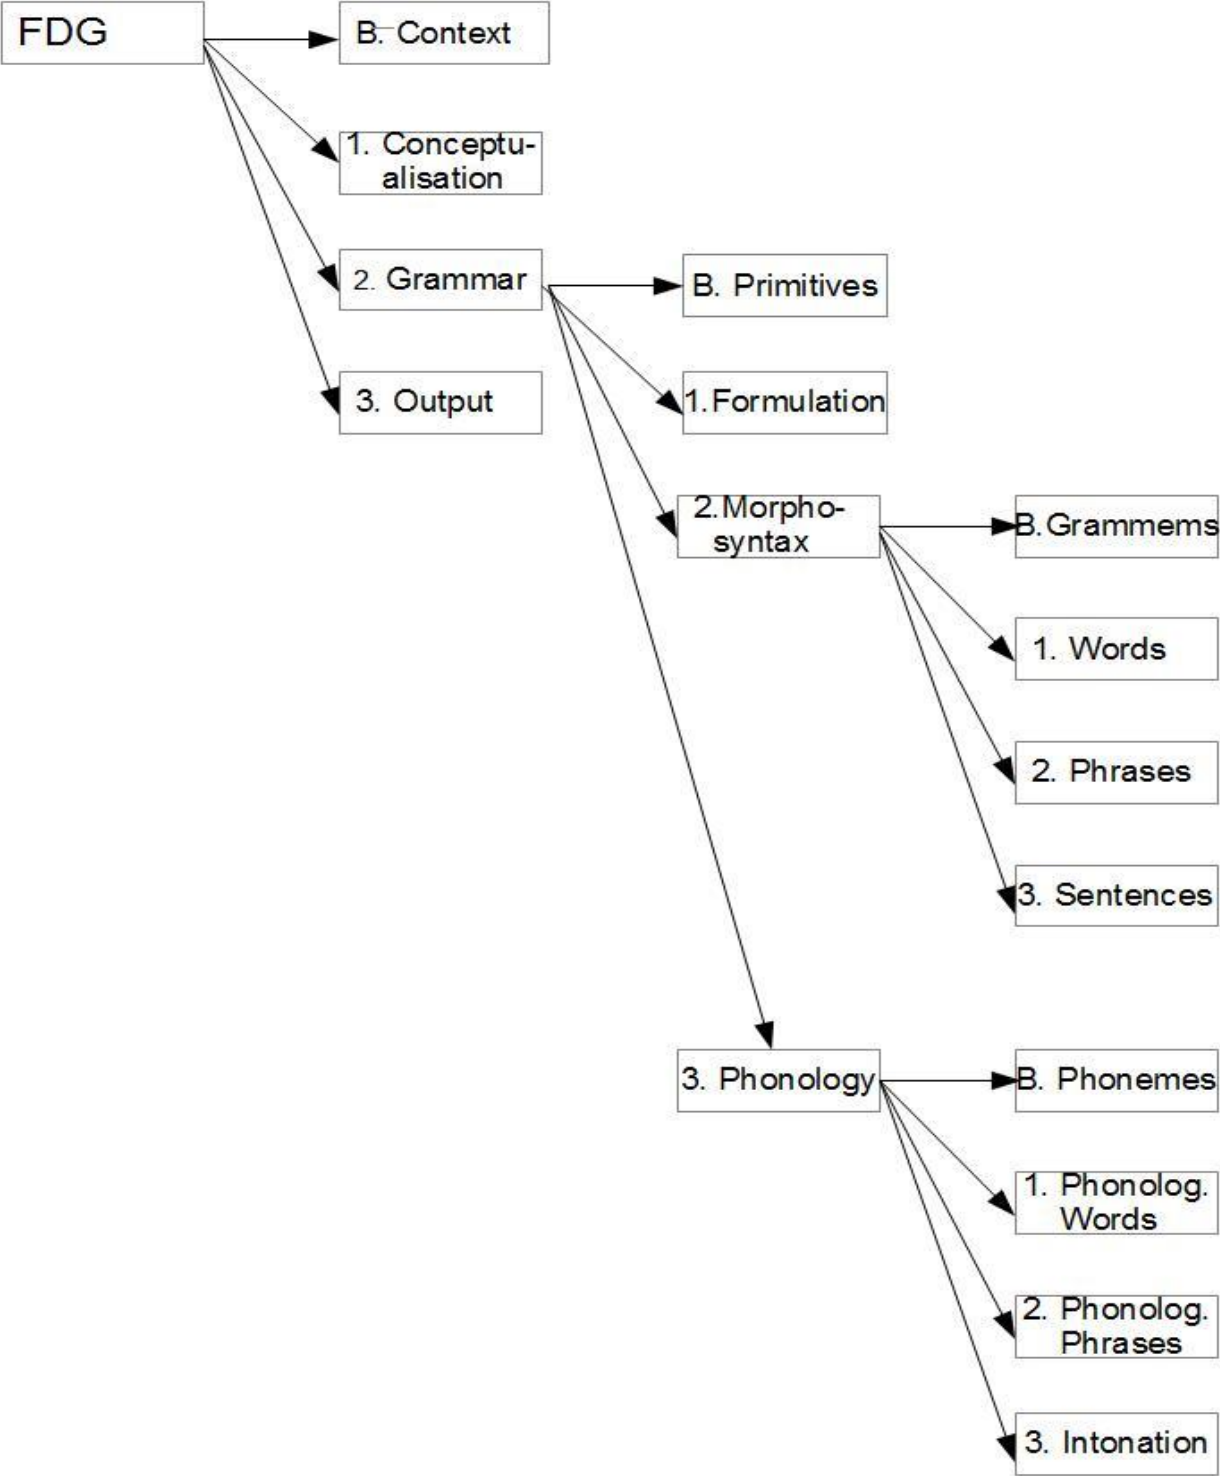 FDG
B. Context
1. Conceptu-
alisation
2. Grammar
B. Primitives
3. Output
1.Formulation
2.Morpho-
syntax
B.Grammems
1. Words
2. Phrases
3. Sentences
3. Phonology
B. Phonemes
1. Phonolog.
Words
2. Phonolog.
Phrases
3. Intonation